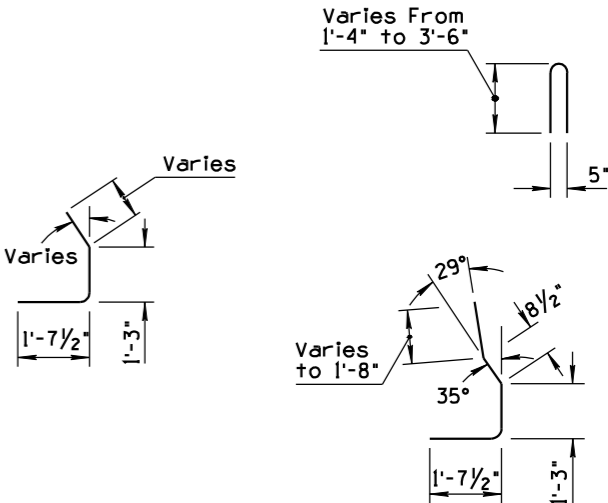 Varies From
1'-4" to 3'-6"
5"
Varies
Varies
1'-7½"
1'-3"
29°
8½"
Varies
to 1'-8"
35°
1'-7½"
1'-3"